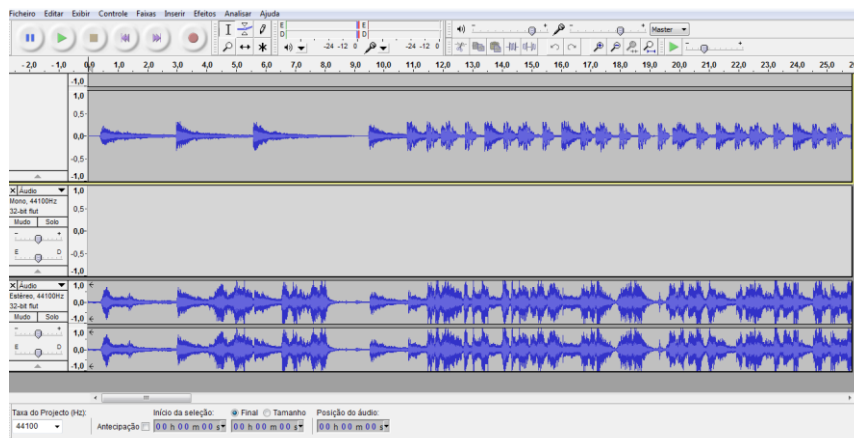 Ficheiro Editar Exibir Controle Faixas Inserir Efeitos Analisar Ajuda
E E
D D
-24 -12 0 -24 -12 0
Master
-2,0 -1,0 0,0 1,0 2,0 3,0 4,0 5,0 6,0 7,0 8,0 9,0 10,0 11,0 12,0 13,0 14,0 15,0 16,0 17,0 18,0 19,0 20,0 21,0 22,0 23,0 24,0 25,0 2
-1,0
1,0
0,5
0,0
-0,5
-1,0
X Áudio 1,0
Mono, 44100Hz
32-bit flut 0,5
Mudo Solo
- + 0,0
E D -0,5
-1,0
X Áudio 1,0
Estéreo, 44100Hz
32-bit flut 0,0
Mudo Solo -1,0
- + 1,0
E D 0,0
-1,0
Taxa do Projecto (Hz): Início da seleção: Final Tamanho Posição do áudio:
44100 Antecipação 00 h 00 m 00 s 00 h 00 m 00 s 00 h 00 m 00 s